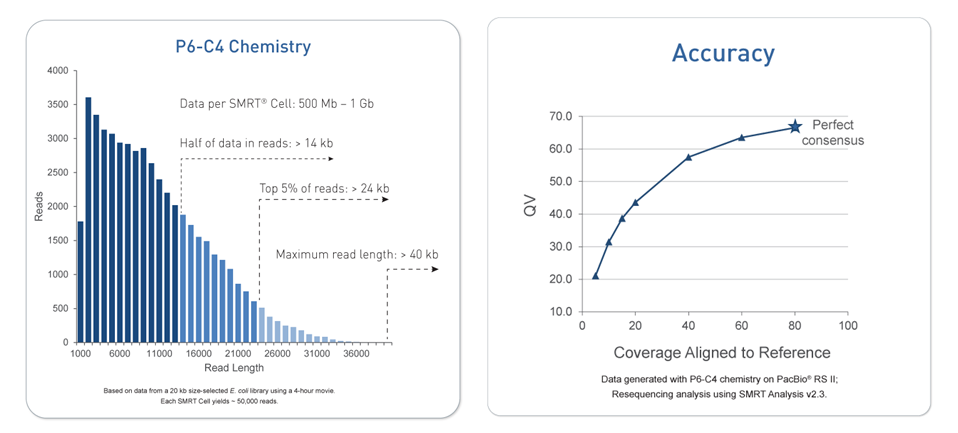 P6-C4 Chemistry
4000
3500
3000
2500
2000
1500
1000
500
0
Reads
Data per SMRT® Cell: 500 Mb – 1 Gb
Half of data in reads: > 14 kb
Top 5% of reads: > 24 kb
Maximum read length: > 40 kb
1000 6000 11000 16000 21000 26000 31000 36000
Read Length
Based on data from a 20 kb size-selected E. coli library using a 4-hour movie.
Each SMRT Cell yields ~ 50,000 reads.
Accuracy
70.0
60.0
50.0
40.0
30.0
20.0
10.0
QV
Perfect
consensus
0 20 40 60 80 100
Coverage Aligned to Reference
Data generated with P6-C4 chemistry on PacBio® RS II;
Resequencing analysis using SMRT Analysis v2.3.